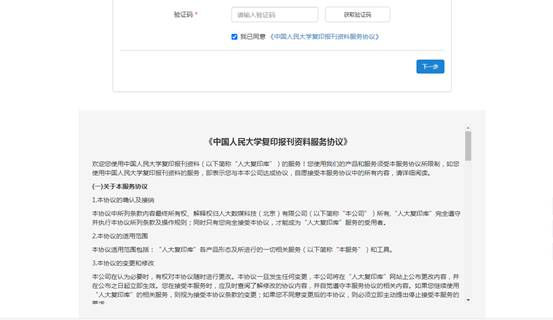 验证码 *
请输入验证码
获取验证码
我已同意 《中国人民大学复印报刊资料服务协议》
下一步
《中国人民大学复印报刊资料服务协议》
欢迎您使用中国人民大学复印报刊资料（以下简称“人大复印库”）的服务！您使用我们的产品和服务须受本服务协议所限制，如您
使用中国人民大学复印报刊资料的服务，即表示您与本本公司达成协议，自愿接受本服务协议中的所有内容，请详细阅读。
(一)关于本服务协议
1.本协议的确认及接纳
本协议中所列条款内容最终所有权、解释权归人大数媒科技（北京）有限公司（以下简称“本公司”）所有,“人大复印库”完全遵守
并执行本协议所列条款及操作规则；同时只有您完全接受本协议，才能成为“人大复印库”服务的受用者。
2.本协议的适用范围
本协议适用范围包括：“人大复印库”各产品形态及所进行的一切相关服务（以下简称“本服务”）和工具。
3.本协议的变更和修改
本公司在认为必要时，有权对本协议随时进行更改。本协议一旦发生任何变更，本公司将在“人大复印库”网站上公布更改内容，并
在公布之日起立即生效。您在接受本服务时，应及时查阅了解修改的协议内容，并自觉遵守本服务协议的相关内容。如果您继续使用
“人大复印库”的相关服务，则视为接受本协议条款的变更；如果您不同意变更后的本协议，则必须立即主动提出停止接受本服务的
要求。